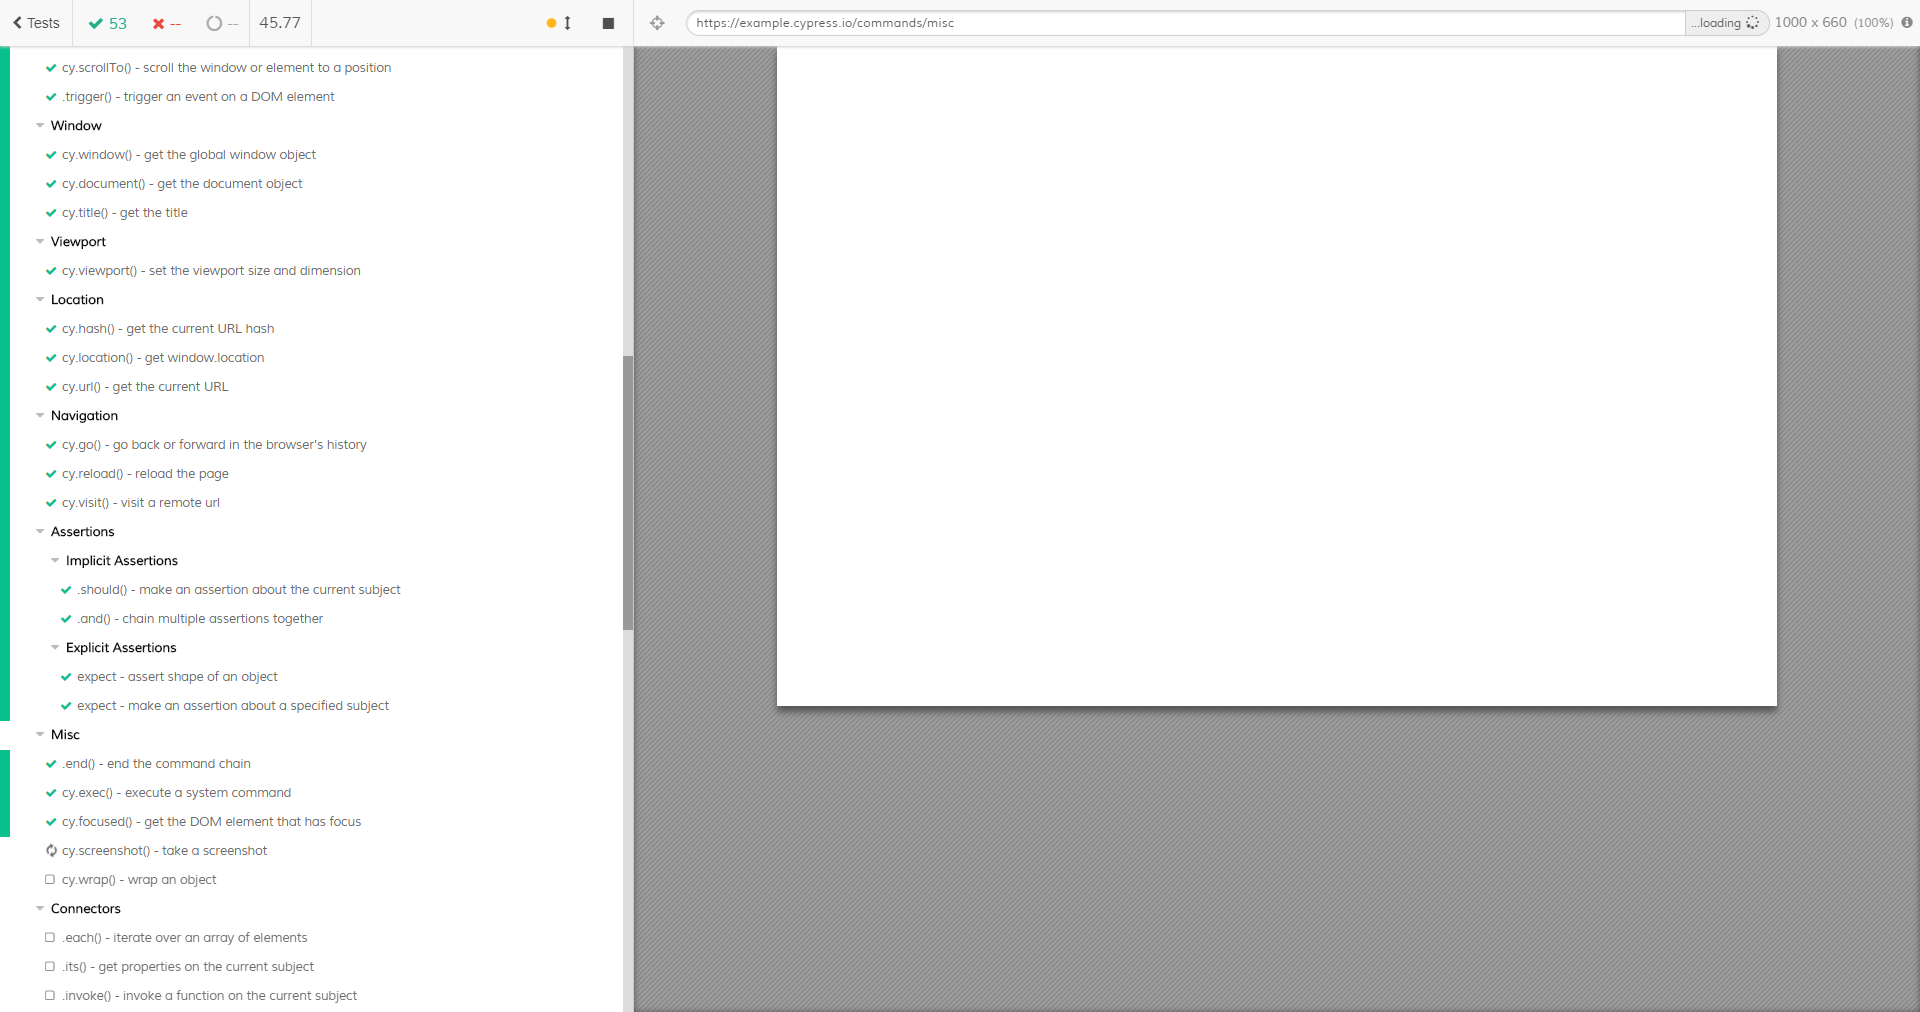 Tests 53 -- -- 45.77
https://example.cypress.io/commands/misc ...loading 1000 x 660 (100%)
cy.scrollTo() - scroll the window or element to a position
.trigger() - trigger an event on a DOM element
Window
cy.window() - get the global window object
cy.document() - get the document object
cy.title() - get the title
Viewport
cy.viewport() - set the viewport size and dimension
Location
cy.hash() - get the current URL hash
cy.location() - get window.location
cy.url() - get the current URL
Navigation
cy.go() - go back or forward in the browser's history
cy.reload() - reload the page
cy.visit() - visit a remote url
Assertions
Implicit Assertions
.should() - make an assertion about the current subject
.and() - chain multiple assertions together
Explicit Assertions
expect - assert shape of an object
expect - make an assertion about a specified subject
Misc
.end() - end the command chain
cy.exec() - execute a system command
cy.focused() - get the DOM element that has focus
cy.screenshot() - take a screenshot
cy.wrap() - wrap an object
Connectors
.each() - iterate over an array of elements
.its() - get properties on the current subject
.invoke() - invoke a function on the current subject